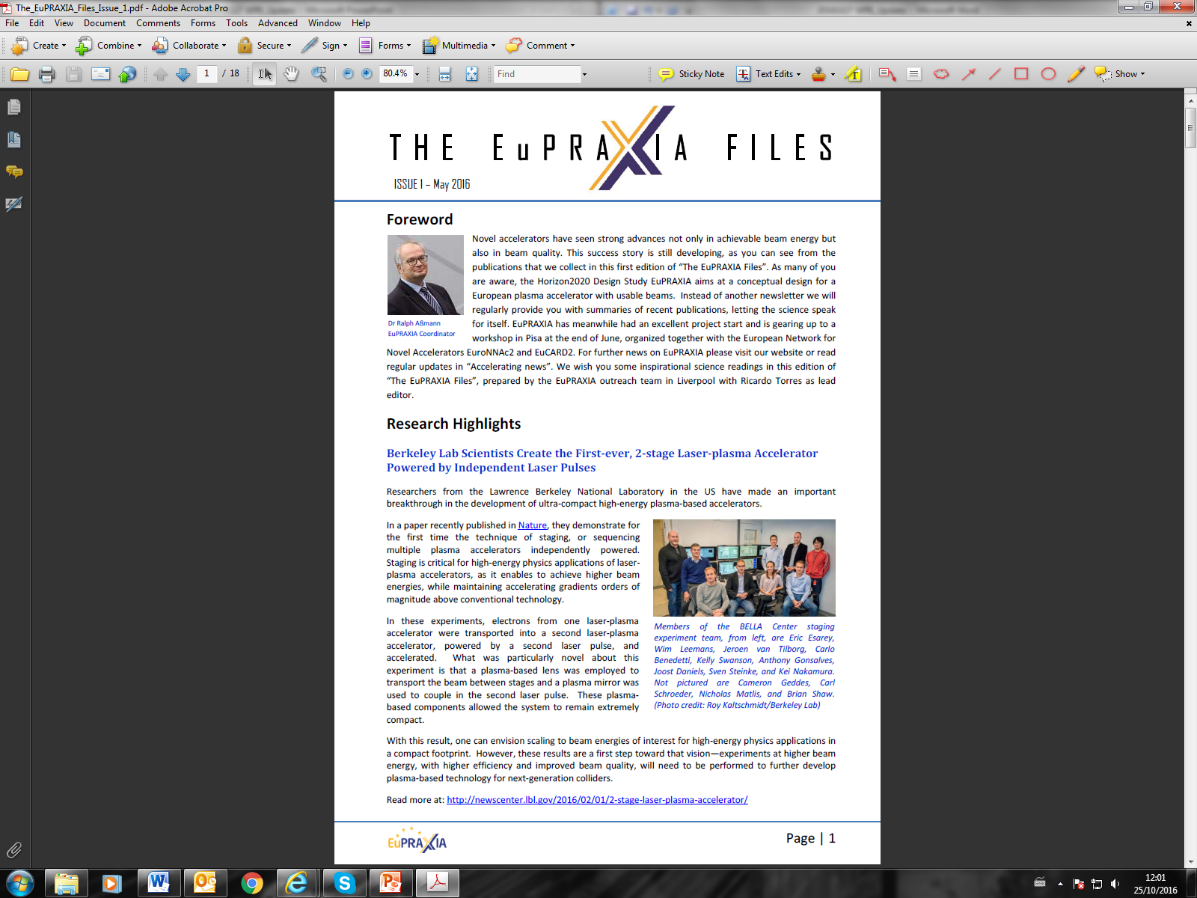 The_EuPRAXIA_Files_Issue_1.pdf - Adobe Acrobat Pro
File Edit View Document Comments Forms Tools Advanced Window Help
Create Combine Collaborate Secure Sign Forms Multimedia Comment
1 / 18 80.4% Find Sticky Note Text Edits Show
THE EuPRAXIA FILES
ISSUE 1 – May 2016
Foreword
Novel accelerators have seen strong advances not only in achievable beam energy but
also in beam quality. This success story is still developing, as you can see from the
publications that we collect in this first edition of “The EuPRAXIA Files”. As many of you
are aware, the Horizon2020 Design Study EuPRAXIA aims at a conceptual design for a
European plasma accelerator with usable beams. Instead of another newsletter we will
regularly provide you with summaries of recent publications, letting the science speak
for itself. EuPRAXIA has meanwhile had an excellent project start and is gearing up to a
workshop in Pisa at the end of June, organized together with the European Network for
Dr Ralph Aßmann
EuPRAXIA Coordinator
Novel Accelerators EuroNNAc2 and EuCARD2. For further news on EuPRAXIA please visit our website or read
regular updates in “Accelerating news”. We wish you some inspirational science readings in this edition of
“The EuPRAXIA Files”, prepared by the EuPRAXIA outreach team in Liverpool with Ricardo Torres as lead
editor.
Research Highlights
Berkeley Lab Scientists Create the First-ever, 2-stage Laser-plasma Accelerator
Powered by Independent Laser Pulses
Researchers from the Lawrence Berkeley National Laboratory in the US have made an important
breakthrough in the development of ultra-compact high-energy plasma-based accelerators.
In a paper recently published in Nature, they demonstrate for
the first time the technique of staging, or sequencing
multiple plasma accelerators independently powered.
Staging is critical for high-energy physics applications of laser-
plasma accelerators, as it enables to achieve higher beam
energies, while maintaining accelerating gradients orders of
magnitude above conventional technology.
In these experiments, electrons from one laser-plasma
accelerator were transported into a second laser-plasma
accelerator, powered by a second laser pulse, and
accelerated. What was particularly novel about this
experiment is that a plasma-based lens was employed to
transport the beam between stages and a plasma mirror was
used to couple in the second laser pulse. These plasma-
based components allowed the system to remain extremely
compact.
Members of the BELLA Center staging
experiment team, from left, are Eric Esarey,
Wim Leemans, Jeroen van Tilborg, Carlo
Benedetti, Kelly Swanson, Anthony Gonsalves,
Joost Daniels, Sven Steinke, and Kei Nakamura.
Not pictured are Cameron Geddes, Carl
Schroeder, Nicholas Matlis, and Brian Shaw.
(Photo credit: Roy Kaltschmidt/Berkeley Lab)
With this result, one can envision scaling to beam energies of interest for high-energy physics applications in
a compact footprint. However, these results are a first step toward that vision—experiments at higher beam
energy, with higher efficiency and improved beam quality, will need to be performed to further develop
plasma-based technology for next-generation colliders.
Read more at: http://newscenter.lbl.gov/2016/02/01/2-stage-laser-plasma-accelerator/
EuPRAXIA
Page | 1
12:01
25/10/2016